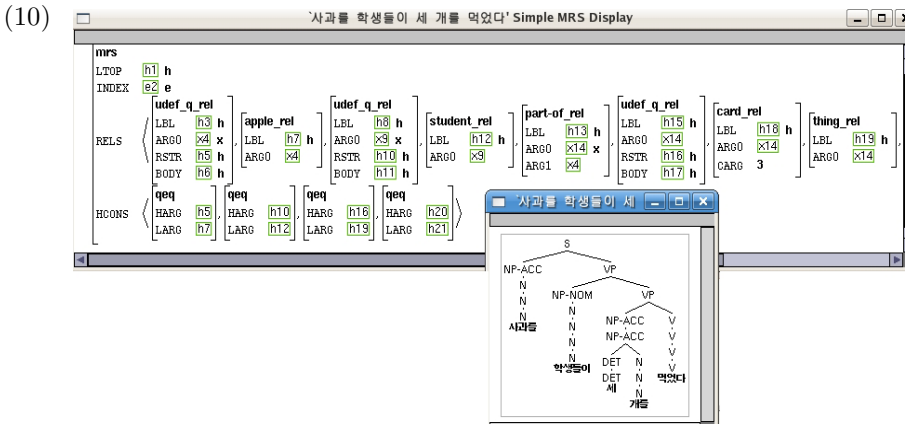 (10)
`사과를 학생들이 세 개를 먹었다' Simple MRS Display
mrs
LTOP h1 h
INDEX e2 e
RELS
udef_q_rel
LBL h3 h
ARG0 x4 x
RSTR h5 h
BODY h6 h
apple_rel
LBL h7 h
ARG0 x4
udef_q_rel
LBL h8 h
ARG0 x9 x
RSTR h10 h
BODY h11 h
student_rel
LBL h12 h
ARG0 x9
part-of_rel
LBL h13 h
ARG0 x14 x
ARG1 x4
udef_q_rel
LBL h15 h
ARG0 x14
RSTR h16 h
BODY h17 h
card_rel
LBL h18 h
ARG0 x14
CARG 3
thing_rel
LBL h19 h
ARG0 x14
HCONS
qeq
HARG h5
LARG h7
qeq
HARG h10
LARG h12
qeq
HARG h16
LARG h19
qeq
HARG h20
LARG h21
`사과를 학생들이 세
S
NP-ACC VP
N NP-NOM VP
N N NP-ACC V
N N NP-ACC V
사과를 N DET N V
N DET N V
N 세 N 먹었다
학생들이 N
개를